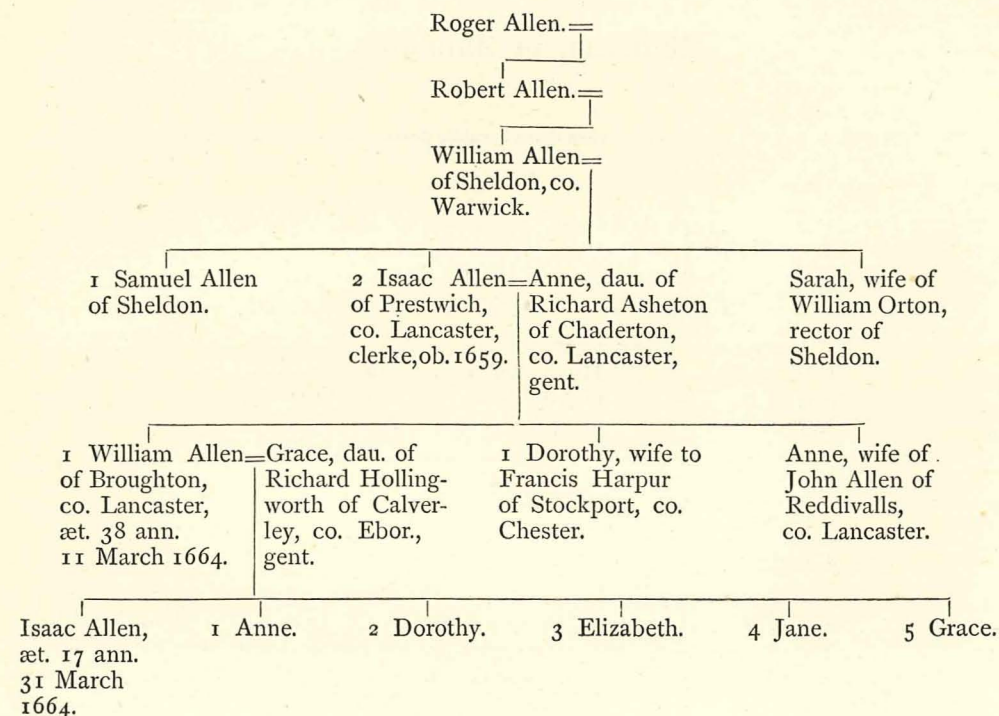 Roger Allen.=
Robert Allen.=
William Allen=
of Sheldon, co.
Warwick.
1 Samuel Allen
of Sheldon.
2 Isaac Allen=
of Prestwich,
co. Lancaster,
clerke, ob. 1659.
Anne, dau. of
Richard Asheton
of Chaderton,
co. Lancaster,
gent.
Sarah, wife of
William Orton,
rector of
Sheldon.
1 William Allen=
of Broughton,
co. Lancaster,
æt. 38 ann.
11 March 1664.
Grace, dau. of
Richard Holling-
worth of Calver-
ley, co. Ebor.,
gent.
1 Dorothy, wife to
Francis Harpur
of Stockport, co.
Chester.
Anne, wife of
John Allen of
Reddivalls,
co. Lancaster.
Isaac Allen,
æt. 17 ann.
31 March
1664.
1 Anne.
2 Dorothy.
3 Elizabeth.
4 Jane.
5 Grace.